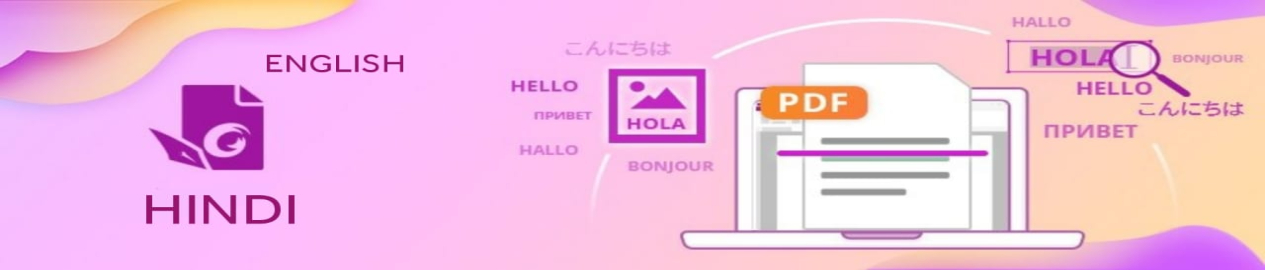 ENGLISH
HINDI
こんにちは
HELLO
ПРИВЕТ
HALLO
HOLA
BONJOUR
PDF
HALLO
HOLA
BONJOUR
HELLO
こんにちは
ПРИВЕТ